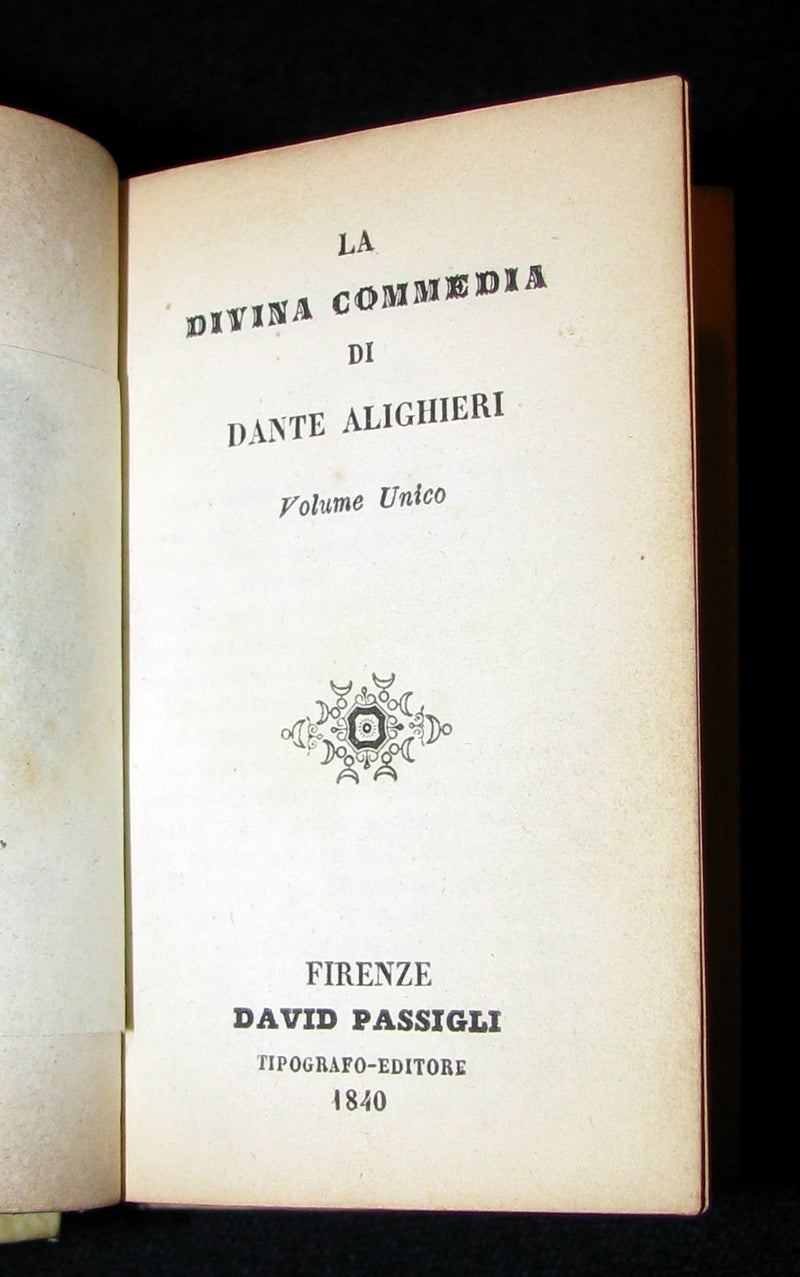 LA
DIVINA COMMEDIA
DI
DANTE ALIGHIERI
Volume Unico
FIRENZE
DAVID PASSIGLI
TIPOGRAFO-EDITORE
1840